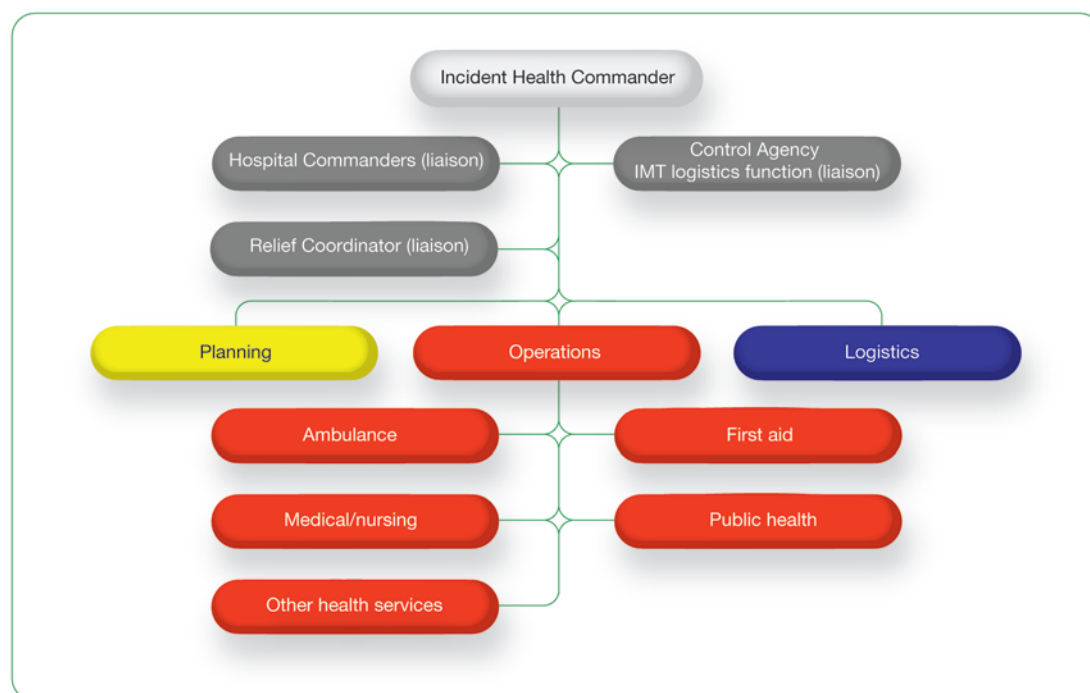 Incident Health Commander
Hospital Commanders (liaison)
Control Agency
IMT logistics function (liaison)
Relief Coordinator (liaison)
Planning
Operations
Logistics
Ambulance
First aid
Medical/nursing
Public health
Other health services